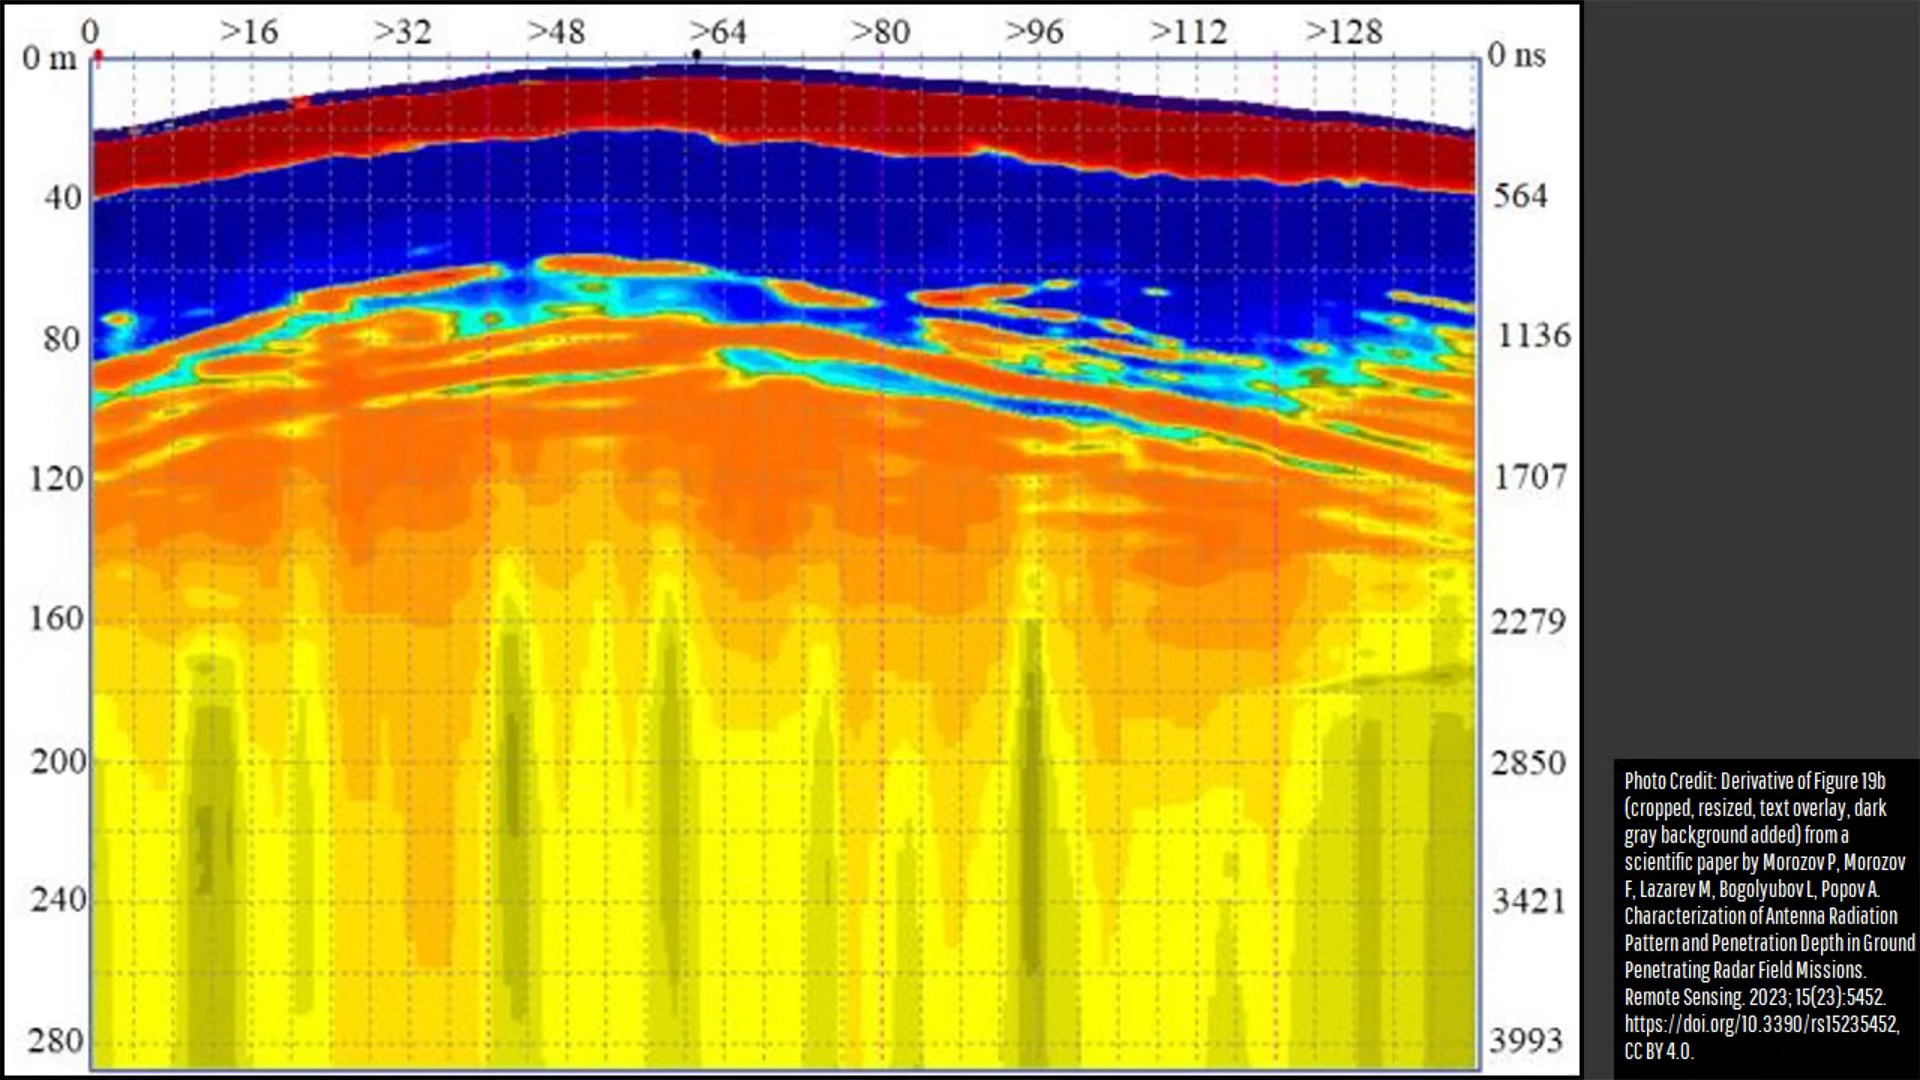 0 >16 >32 >48 >64 >80 >96 >112 >128
0 m 0 ns
40 564
80 1136
120 1707
160 2279
200 2850
240 3421
280 3993
Photo Credit: Derivative of Figure 19b
(cropped, resized, text overlay, dark
gray background added) from a
scientific paper by Morozov P, Morozov
F, Lazarev M, Bogolyubov L, Popov A.
Characterization of Antenna Radiation
Pattern and Penetration Depth in Ground
Penetrating Radar Field Missions.
Remote Sensing. 2023; 15(23):5452.
https://doi.org/10.3390/rs15235452,
CC BY 4.0.